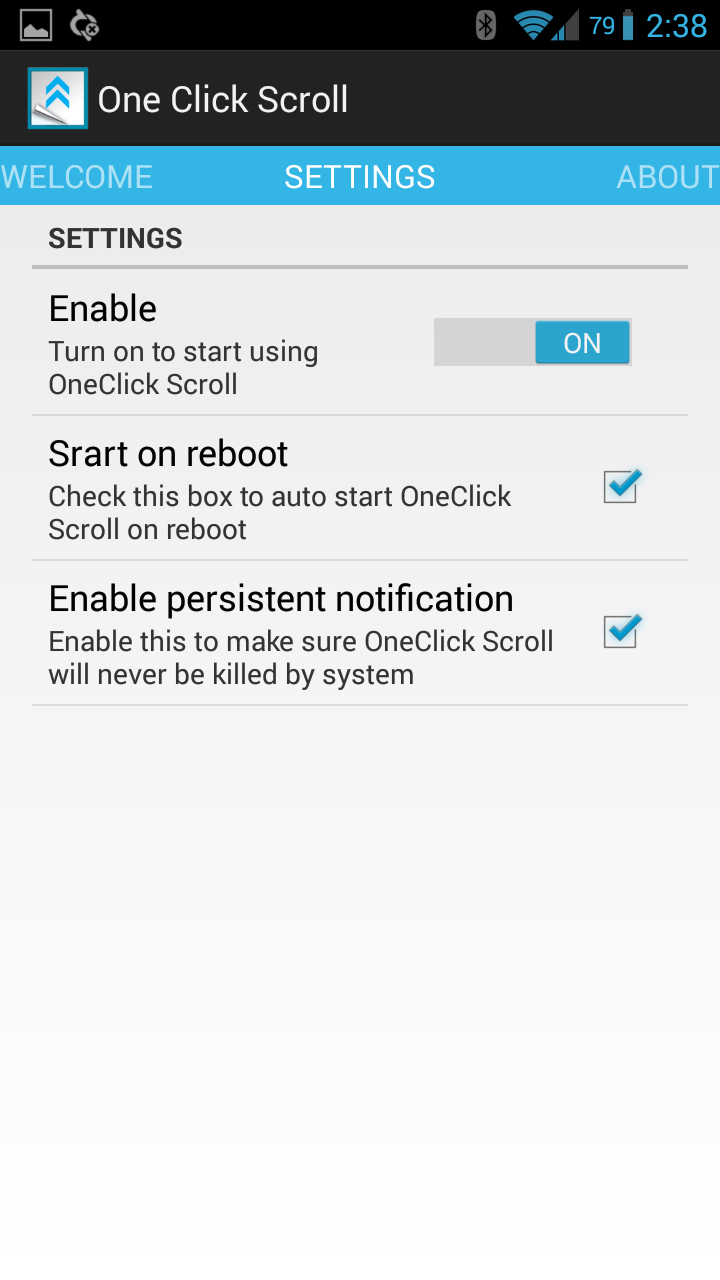 79 2:38
One Click Scroll
WELCOME SETTINGS ABOUT
SETTINGS
Enable
Turn on to start using
OneClick Scroll
ON
Srart on reboot
Check this box to auto start OneClick
Scroll on reboot
Enable persistent notification
Enable this to make sure OneClick Scroll
will never be killed by system